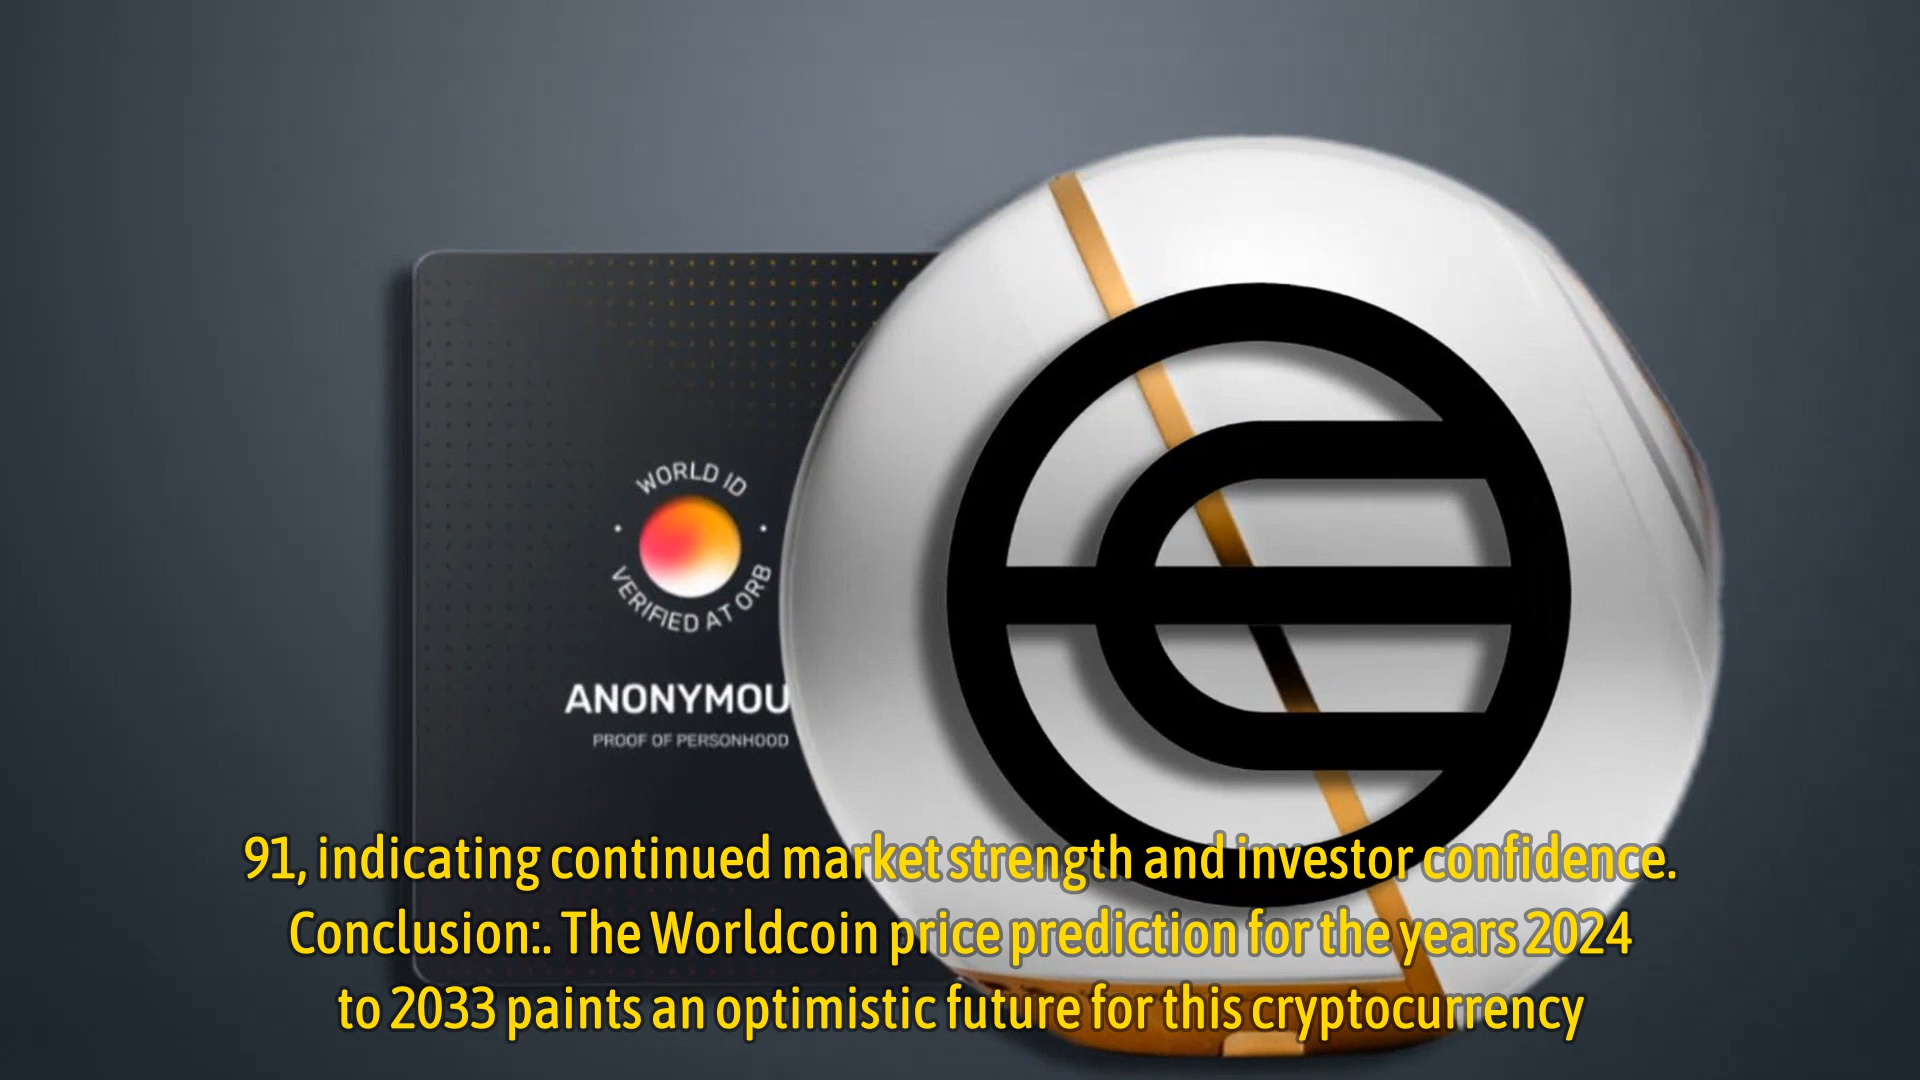 WORLD ID
VERIFIED AT ORB
ANONYMOU
PROOF OF PERSONHOOD
91, indicating continued market strength and investor confidence.
Conclusion:. The Worldcoin price prediction for the years 2024
to 2033 paints an optimistic future for this cryptocurrency